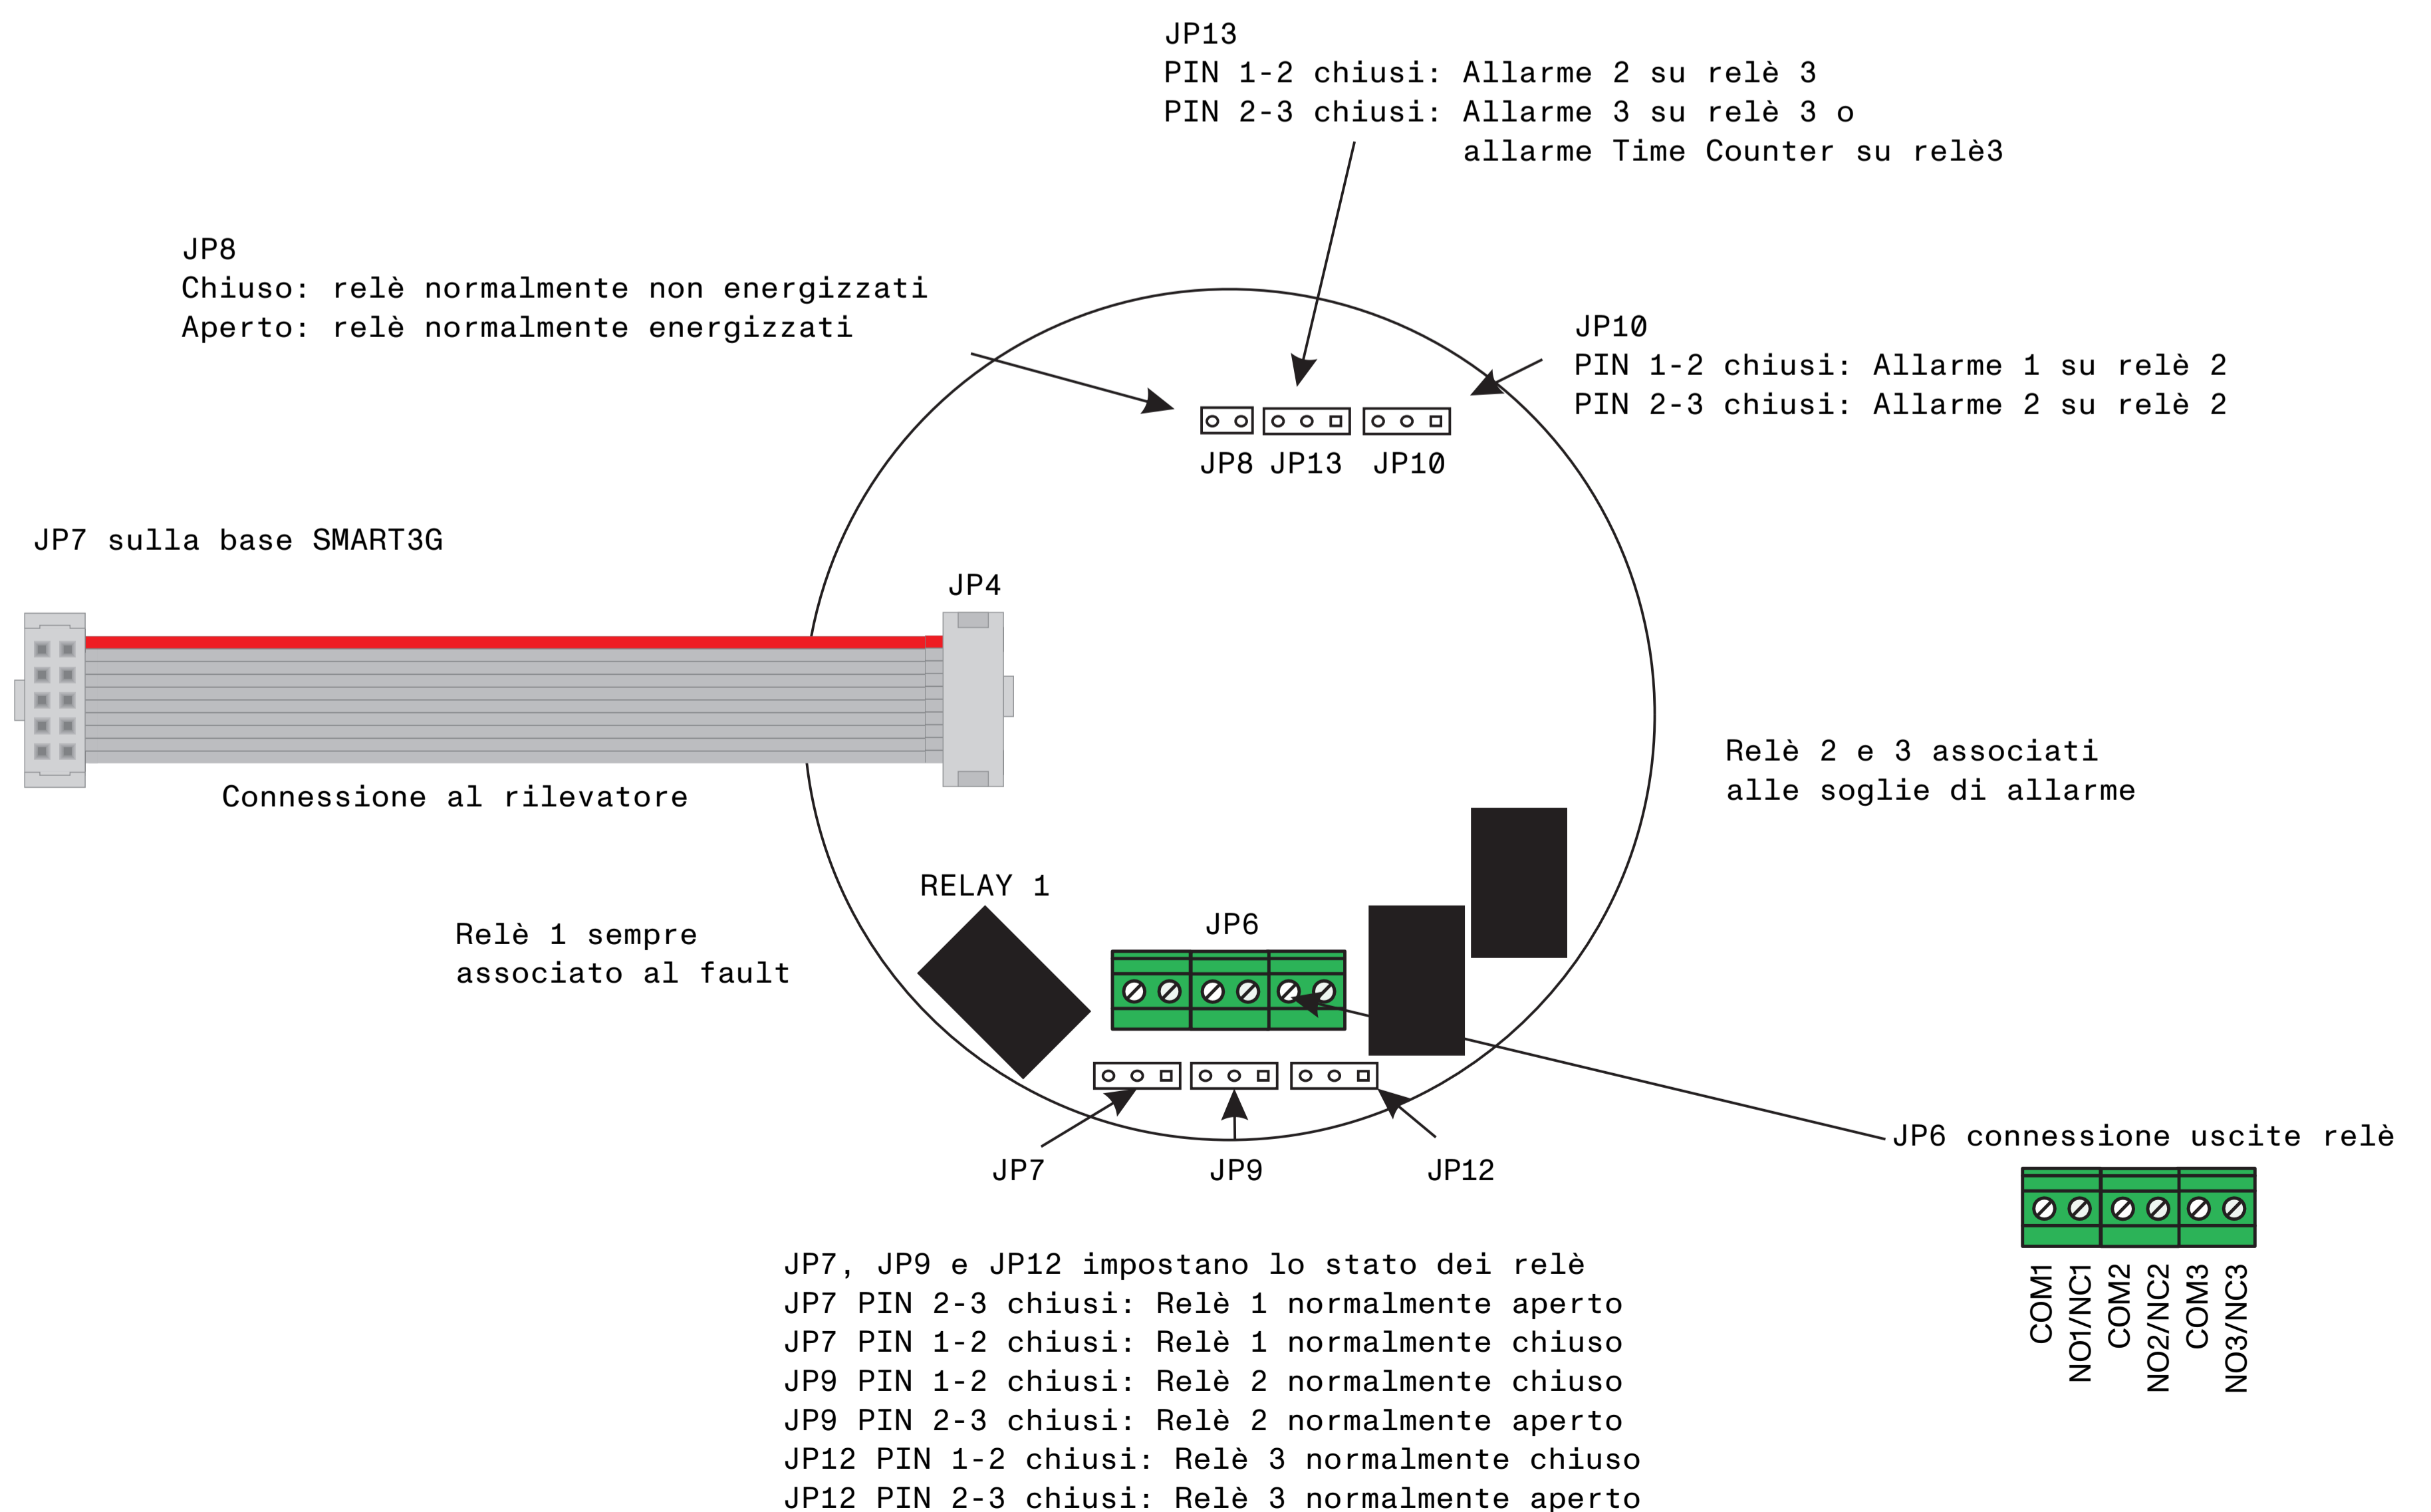 JP13
PIN 1-2 chiusi: Allarme 2 su relè 3
PIN 2-3 chiusi: Allarme 3 su relè 3 o
allarme Time Counter su relè3
JP8
Chiuso: relè normalmente non energizzati
Aperto: relè normalmente energizzati
JP10
PIN 1-2 chiusi: Allarme 1 su relè 2
PIN 2-3 chiusi: Allarme 2 su relè 2
JP8 JP13 JP10
JP7 sulla base SMART3G
JP4
Connessione al rilevatore
Relè 2 e 3 associati
alle soglie di allarme
RELAY 1
Relè 1 sempre
associato al fault
JP6
JP7 JP9 JP12
JP6 connessione uscite relè
COM1
NO1/NC1
COM2
NO2/NC2
COM3
NO3/NC3
JP7, JP9 e JP12 impostano lo stato dei relè
JP7 PIN 2-3 chiusi: Relè 1 normalmente aperto
JP7 PIN 1-2 chiusi: Relè 1 normalmente chiuso
JP9 PIN 1-2 chiusi: Relè 2 normalmente chiuso
JP9 PIN 2-3 chiusi: Relè 2 normalmente aperto
JP12 PIN 1-2 chiusi: Relè 3 normalmente chiuso
JP12 PIN 2-3 chiusi: Relè 3 normalmente aperto